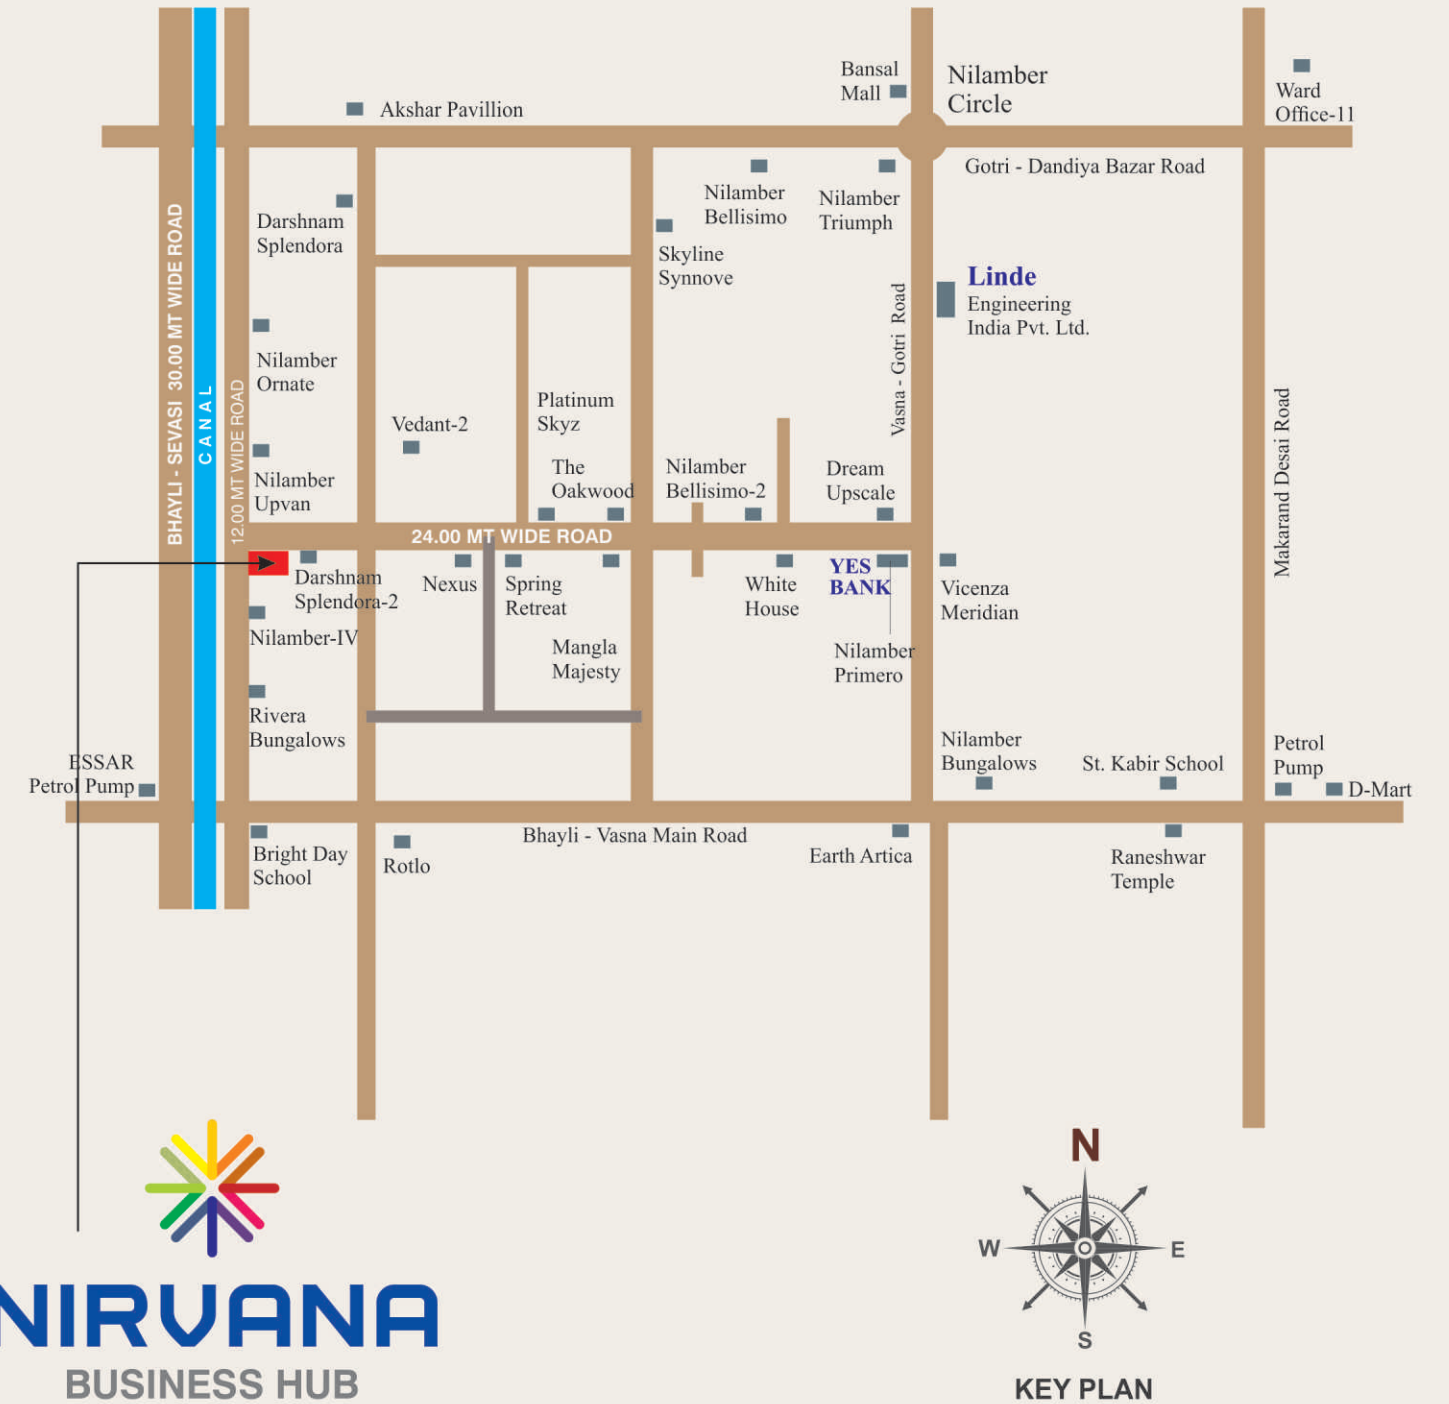 Bansal
Mall
Nilamber
Circle
Ward
Office-11
Akshar Pavillion
Gotri - Dandiya Bazar Road
Darshnam
Splendora
Nilamber
Bellisimo
Nilamber
Triumph
Skyline
Synnove
Linde
Engineering
India Pvt. Ltd.
BHAYLI - SEVASI 30.00 MT WIDE ROAD
CANAL
12.00 MT WIDE ROAD
Vasna - Gotri Road
Makarand Desai Road
Nilamber
Ornate
Platinum
Skyz
Vedant-2
Nilamber
Upvan
The
Oakwood
Nilamber
Bellisimo-2
Dream
Upscale
24.00 MT WIDE ROAD
Darshnam
Splendora-2
Nexus
Spring
Retreat
White
House
YES
BANK
Vicenza
Meridian
Nilamber-IV
Mangla
Majesty
Nilamber
Primero
Rivera
Bungalows
ESSAR
Petrol Pump
Nilamber
Bungalows
St. Kabir School
Petrol
Pump
D-Mart
Bhayli - Vasna Main Road
Bright Day
School
Rotlo
Earth Artica
Raneshwar
Temple
N
W
E
S
KEY PLAN
NIRVANA
BUSINESS HUB